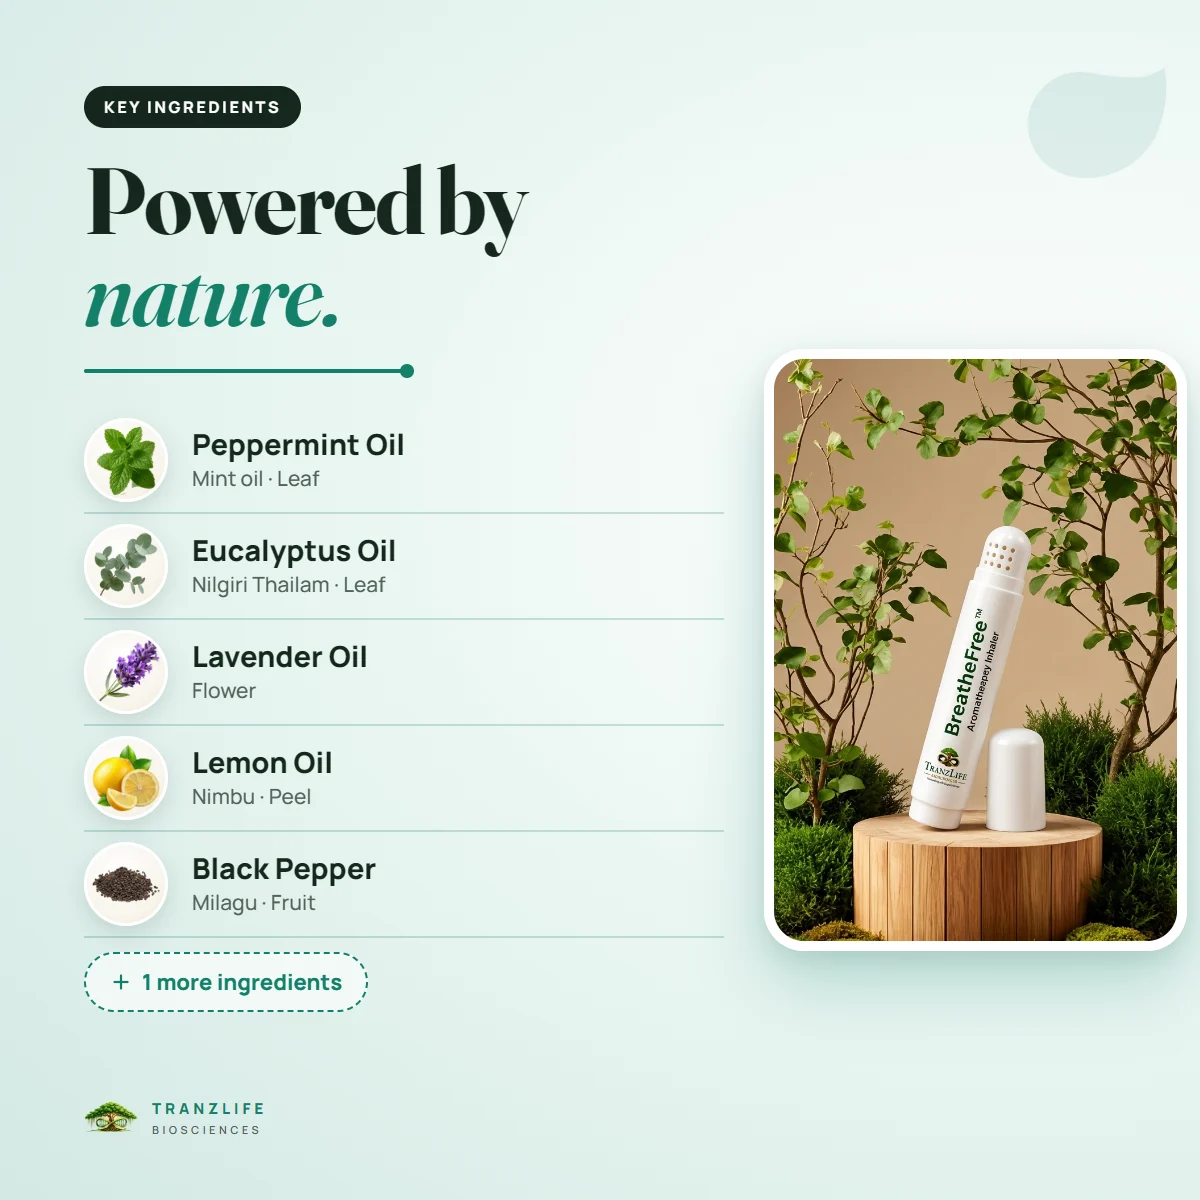 KEY INGREDIENTS
Powered by
nature.
Peppermint Oil
Mint oil · Leaf
Eucalyptus Oil
Nilgiri Thailam · Leaf
Lavender Oil
Flower
Lemon Oil
Nimbu · Peel
Black Pepper
Milagu · Fruit
+ 1 more ingredients
BreatheFree™
Aromatheapey Inhaler
TRANZLIFE
TRANZLIFE
BIOSCIENCES